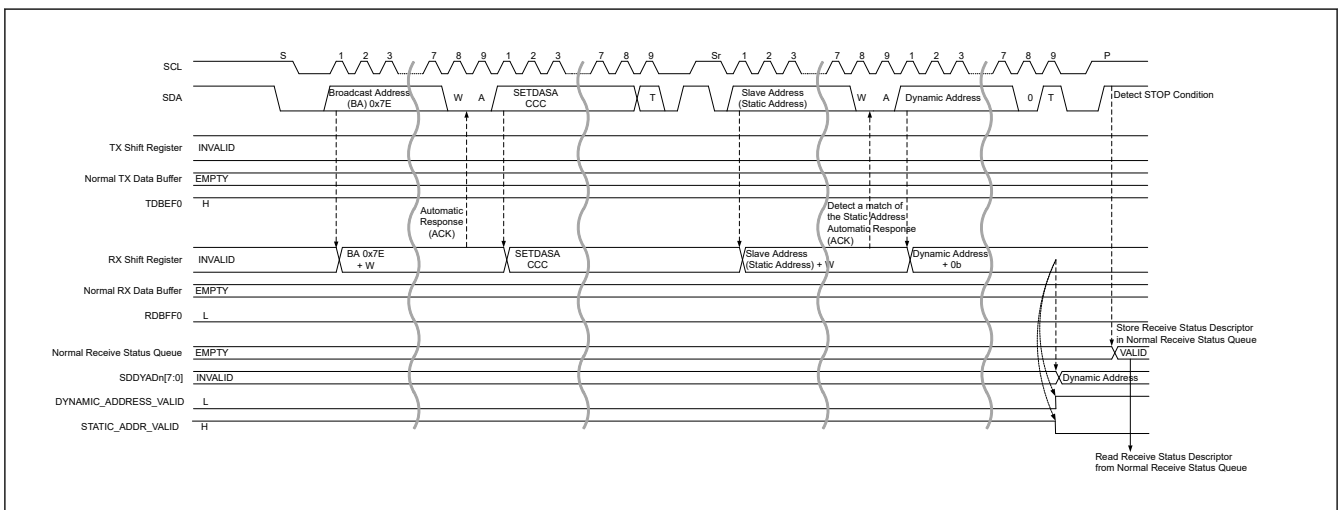 S 1 2 3 7 8 9 1 2 3 7 8 9 Sr 1 2 3 7 8 9 1 2 3 7 8 9 P
SCL
SDA
Broadcast Address
(BA) 0x7E
W A
SETDASA
CCC
T
Slave Address
(Static Address)
W A
Dynamic Address
0 T
Detect STOP Condition
TX Shift Register INVALID
Normal TX Data Buffer EMPTY
TDBEF0 H
Automatic
Response
(ACK)
Detect a match of
the Static Address
Automatic Response
(ACK)
RX Shift Register INVALID
BA 0x7E
+ W
SETDASA
CCC
Slave Address
(Static Address) + W
Dynamic Address
+ 0b
Normal RX Data Buffer EMPTY
RDBFF0 L
Store Receive Status Descriptor
in Normal Receive Status Queue
Normal Receive Status Queue EMPTY VALID
SDDYADn[7:0] INVALID Dynamic Address
DYNAMIC_ADDRESS_VALID L
STATIC_ADDR_VALID H
Read Receive Status Descriptor
from Normal Receive Status Queue